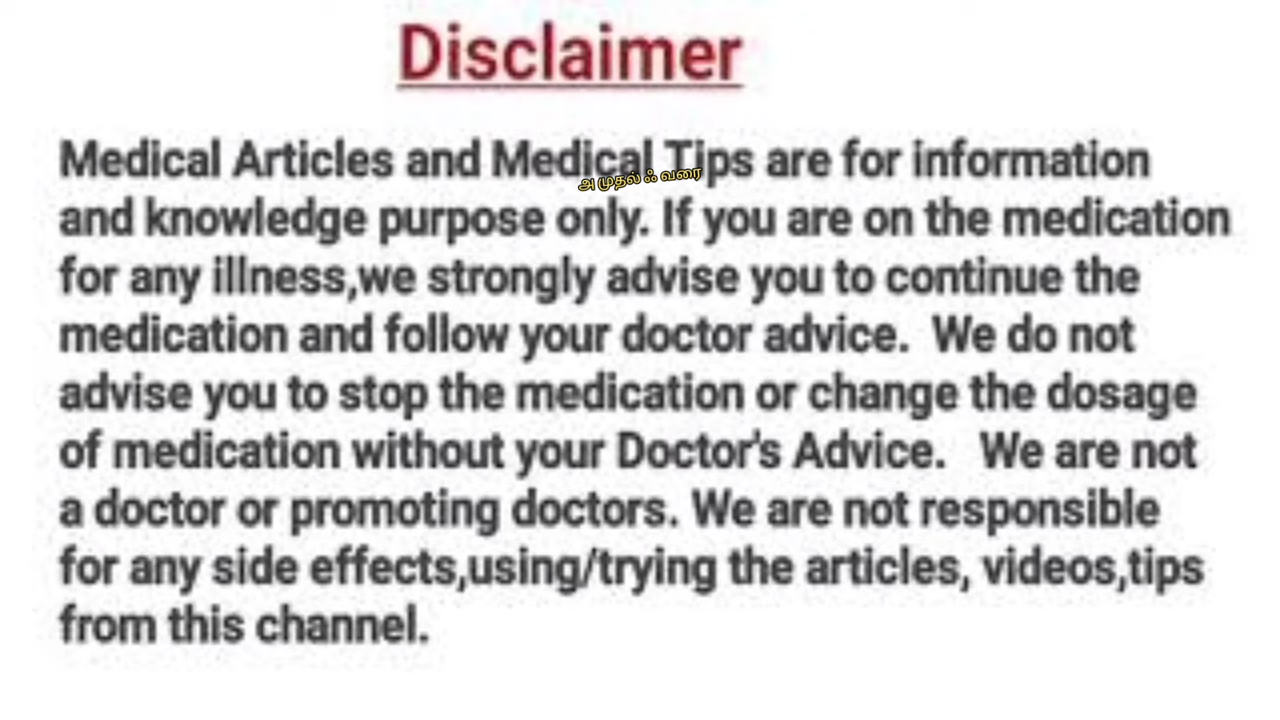 Disclaimer
Medical Articles and Medical Tips are for information
அ முதல் ஃ வரை
and knowledge purpose only. If you are on the medication
for any illness,we strongly advise you to continue the
medication and follow your doctor advice.  We do not
advise you to stop the medication or change the dosage
of medication without your Doctor's Advice.   We are not
a doctor or promoting doctors. We are not responsible
for any side effects,using/trying the articles, videos,tips
from this channel.